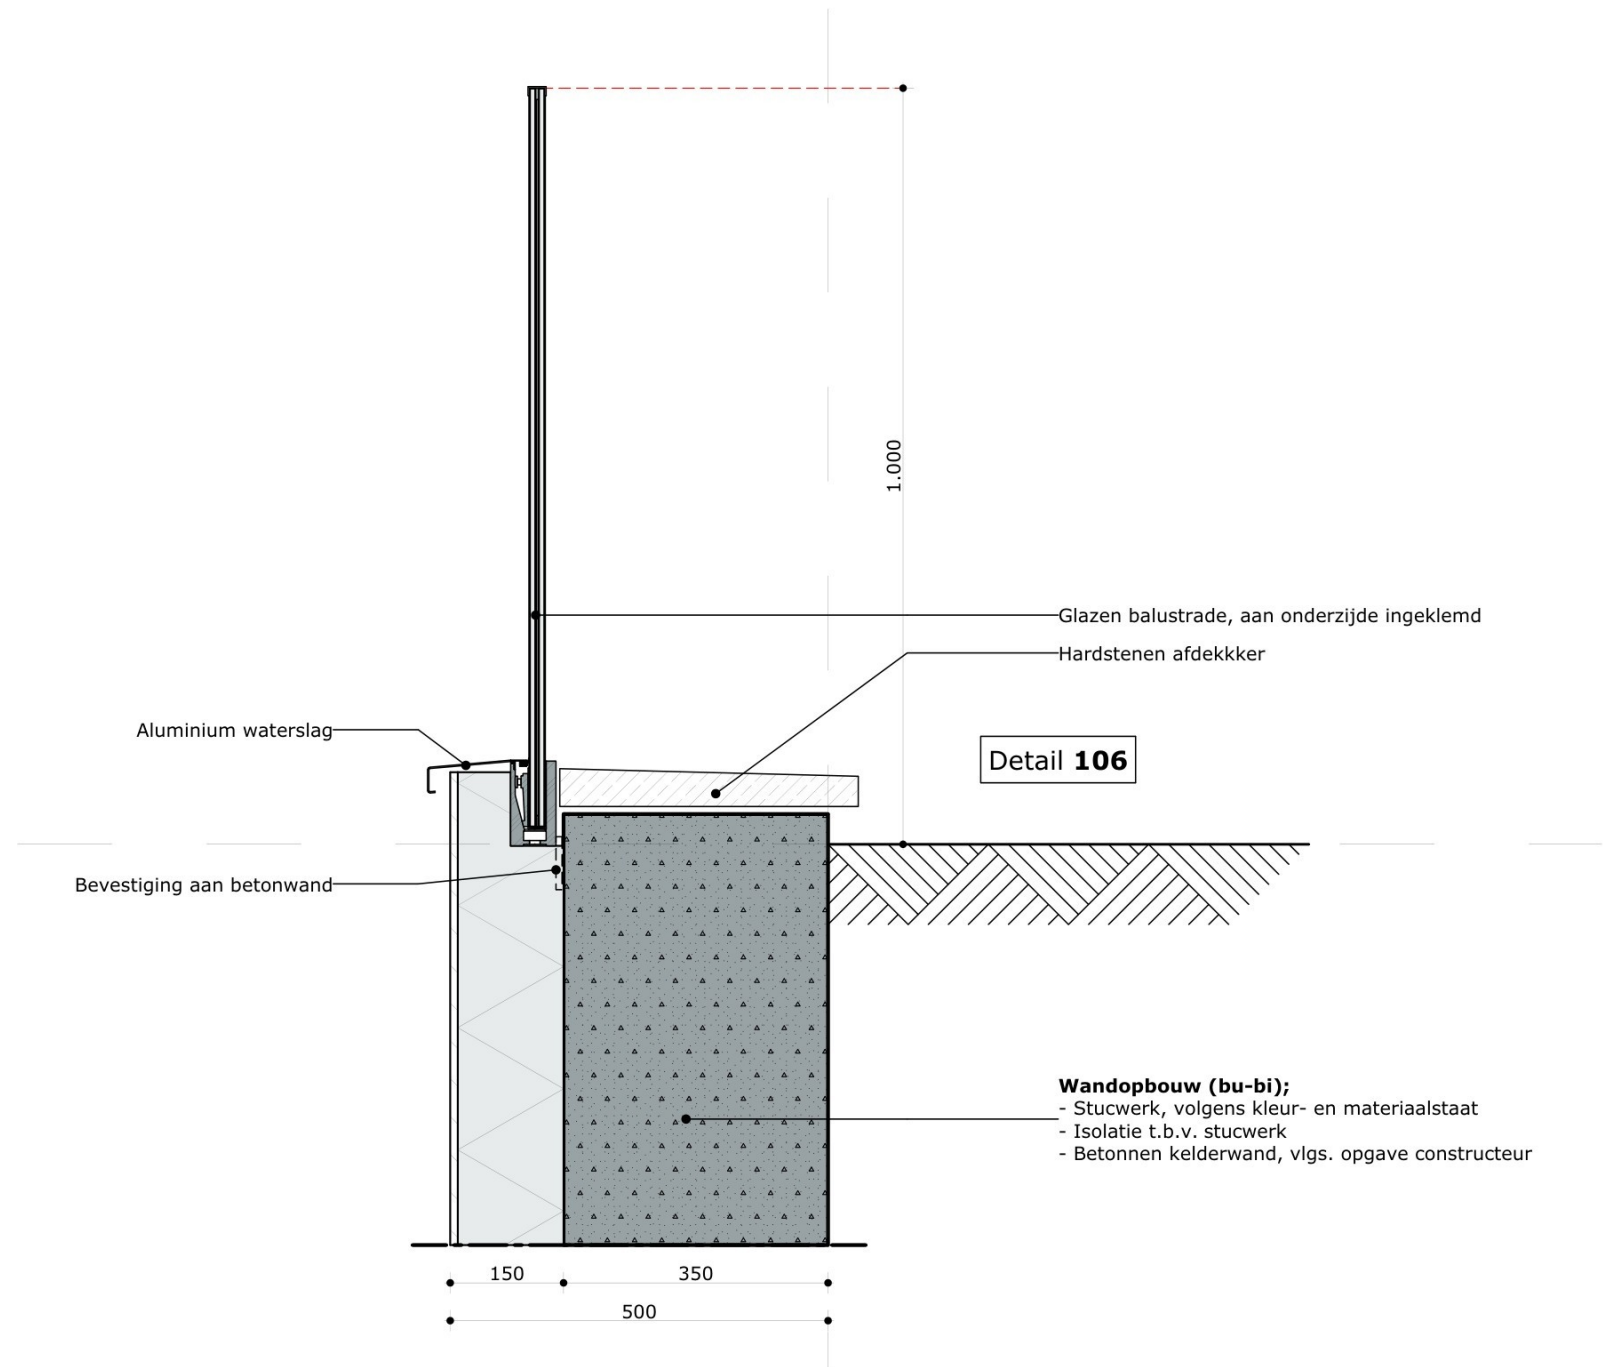 1.000
Glazen balustrade, aan onderzijde ingeklemd
Hardstenen afdekkker
Aluminium waterslag
Detail 106
Bevestiging aan betonwand
Wandopbouw (bu-bi);
- Stucwerk, volgens kleur- en materiaalstaat
- Isolatie t.b.v. stucwerk
- Betonnen kelderwand, vlgs. opgave constructeur
150
350
500